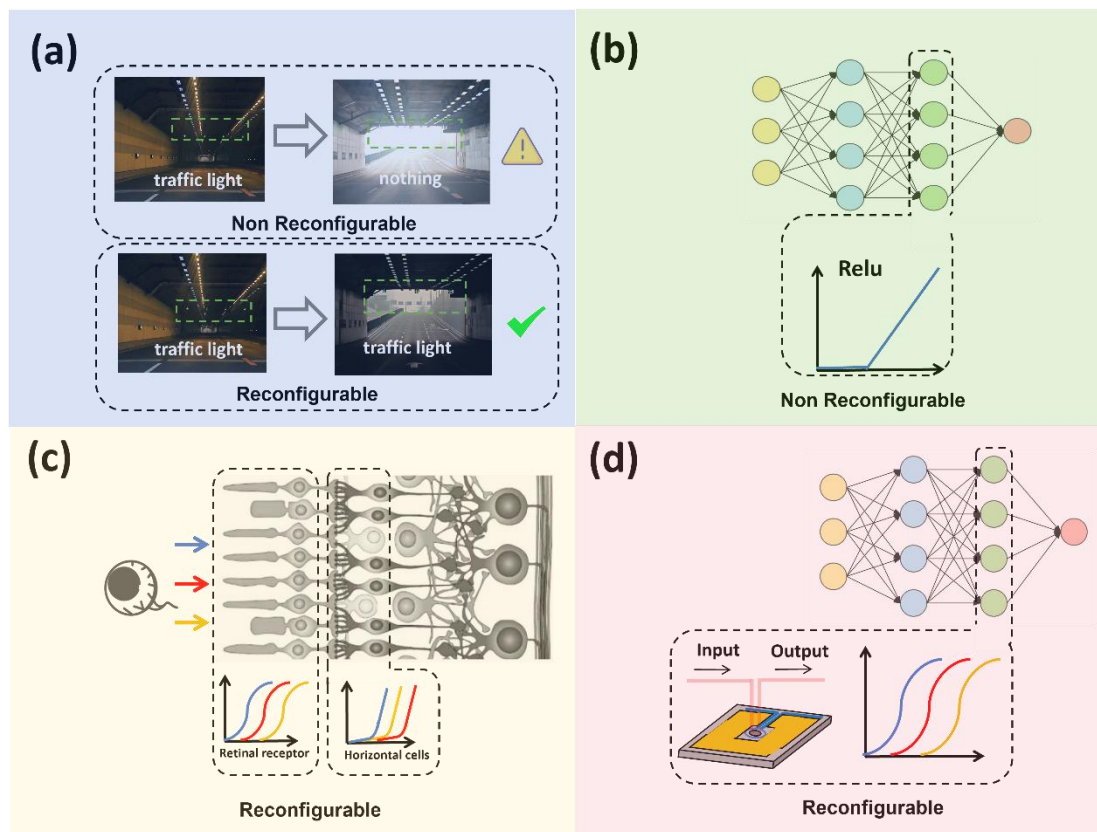 (a)
traffic light
nothing
Non Reconfigurable
traffic light
traffic light
Reconfigurable
(b)
Relu
Non Reconfigurable
(c)
Retinal receptor
Horizontal cells
Reconfigurable
(d)
Input
Output
Reconfigurable